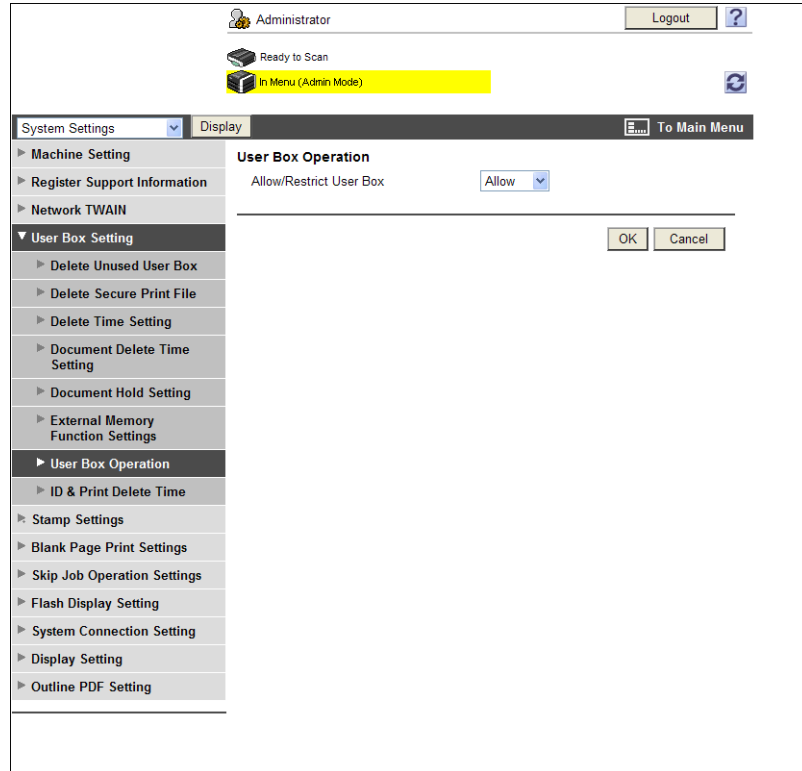 Administrator
Logout
?
Ready to Scan
In Menu (Admin Mode)
System Settings
Display
To Main Menu
Machine Setting
Register Support Information
Network TWAIN
User Box Setting
Delete Unused User Box
Delete Secure Print File
Delete Time Setting
Document Delete Time
Setting
Document Hold Setting
External Memory
Function Settings
User Box Operation
ID & Print Delete Time
Stamp Settings
Blank Page Print Settings
Skip Job Operation Settings
Flash Display Setting
System Connection Setting
Display Setting
Outline PDF Setting
User Box Operation
Allow/Restrict User Box
Allow
OK
Cancel